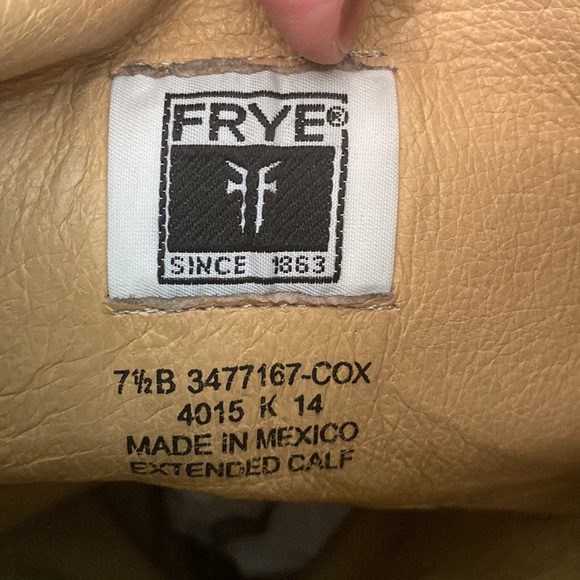 FRYE®
SINCE 1863
7½B 3477167-COX
4015 K 14
MADE IN MEXICO
EXTENDED CALF